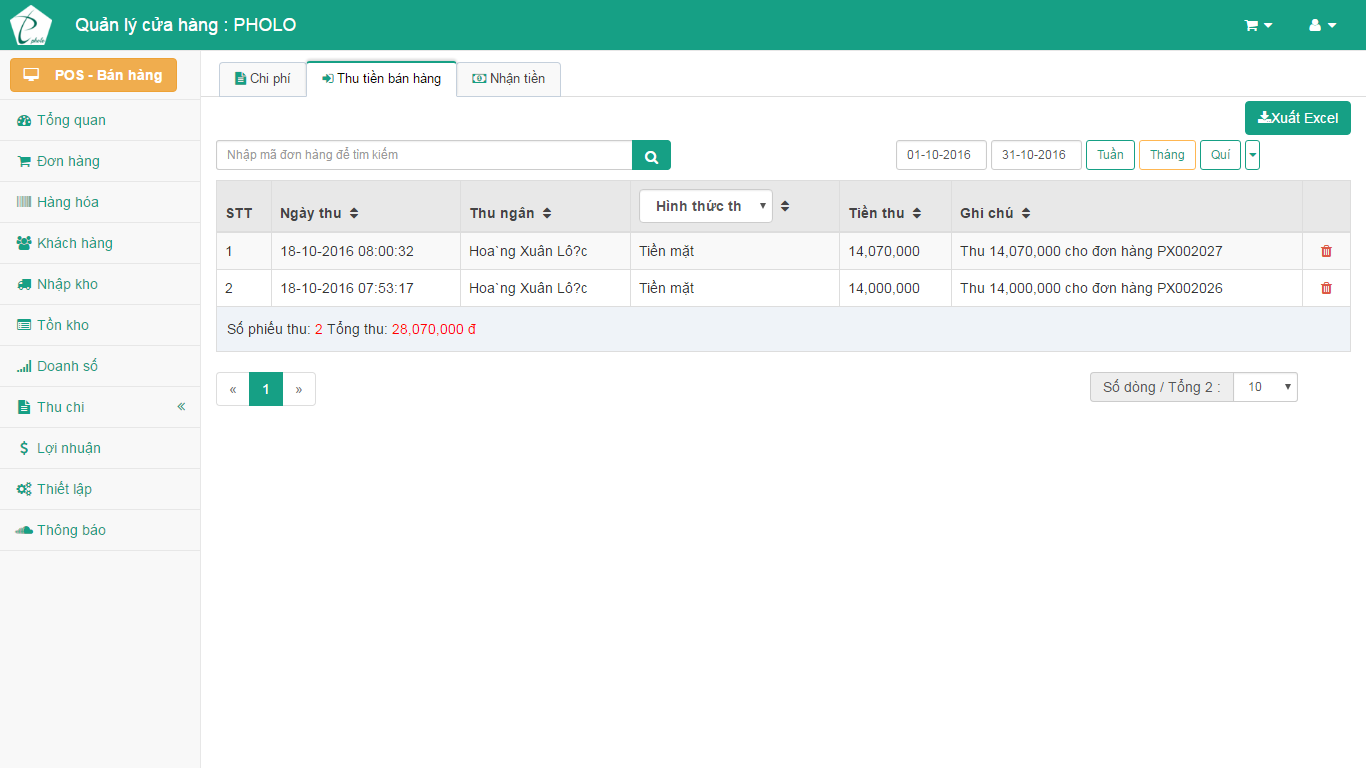 pholo
Quản lý cửa hàng : PHOLO
POS - Bán hàng
Tổng quan
Đơn hàng
Hàng hóa
Khách hàng
Nhập kho
Tồn kho
Doanh số
Thu chi
Lợi nhuận
Thiết lập
Thông báo
Chi phí Thu tiền bán hàng Nhận tiền
Xuất Excel
Nhập mã đơn hàng để tìm kiếm 01-10-2016 31-10-2016 Tuần Tháng Quí
STT Ngày thu Thu ngân Hình thức th Tiền thu Ghi chú
1 18-10-2016 08:00:32 Hoa`ng Xuân Lô?c Tiền mặt 14,070,000 Thu 14,070,000 cho đơn hàng PX002027
2 18-10-2016 07:53:17 Hoa`ng Xuân Lô?c Tiền mặt 14,000,000 Thu 14,000,000 cho đơn hàng PX002026
Số phiếu thu: 2 Tổng thu: 28,070,000 đ
« 1 » Số dòng / Tổng 2 : 10